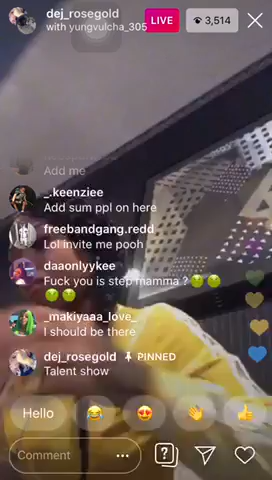 dej_rosegold
with yungvulcha_305
LIVE
3,514
Add me
_.keenziee
Add sum ppl on here
freebandgang.redd
Lol invite me pooh
daaonlyykee
Fuck you is step mamma ? 🤢🤢
🤢🤢
_makiyaaa_love_
I should be there
dej_rosegold PINNED
Talent show
Hello 😂 😍 👏 👍
Comment ...